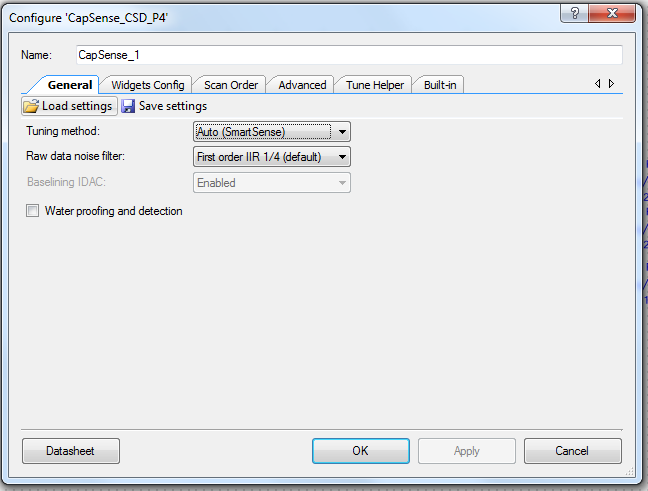 Configure 'CapSense_CSD_P4'
?
Name: CapSense_1
General Widgets Config Scan Order Advanced Tune Helper Built-in
Load settings Save settings
Tuning method: Auto (SmartSense)
Raw data noise filter: First order IIR 1/4 (default)
Baselining IDAC: Enabled
Water proofing and detection
Datasheet OK Apply Cancel